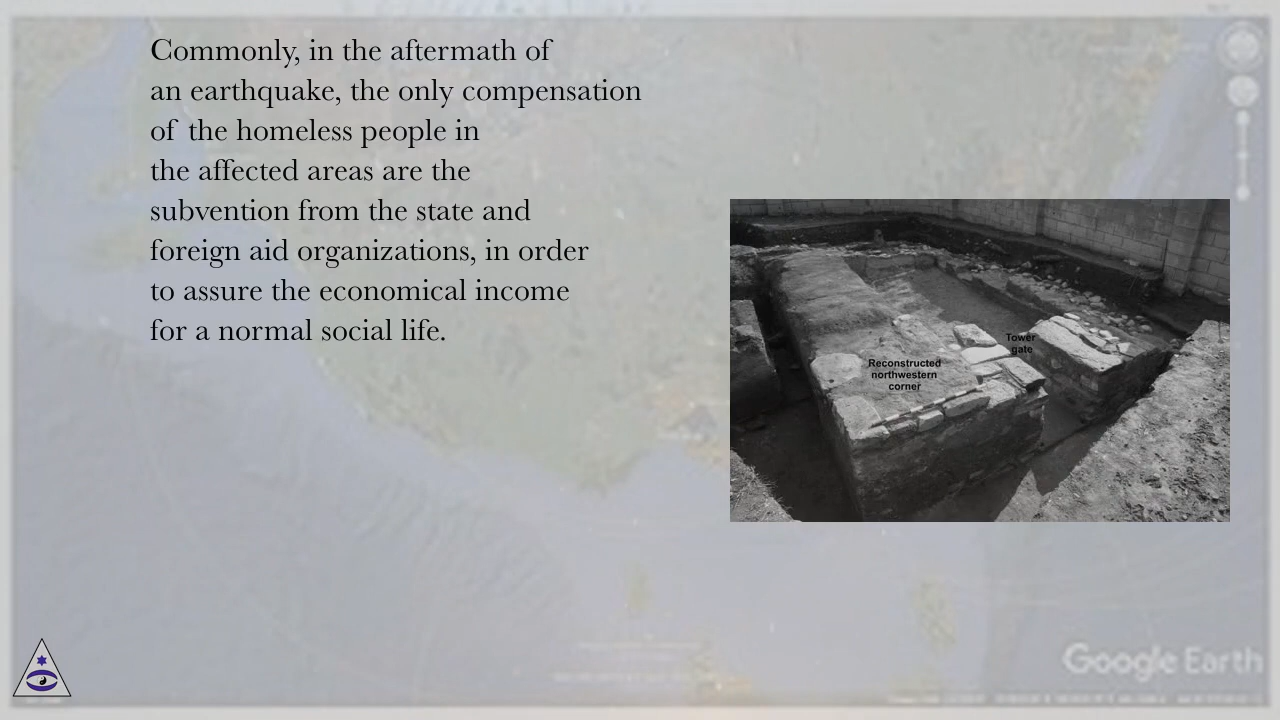 Commonly, in the aftermath of
an earthquake, the only compensation
of the homeless people in
the affected areas are the
subvention from the state and
foreign aid organizations, in order
to assure the economical income
for a normal social life.
Tower
gate
Reconstructed
northwestern
corner
Google Earth